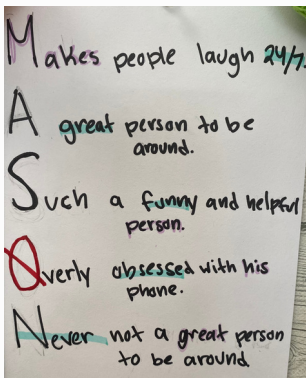 Makes people laugh 24/7.
A great person to be
around.
Such a funny and helpful
person.
Overly obsessed with his
phone.
Never not a great person
to be around